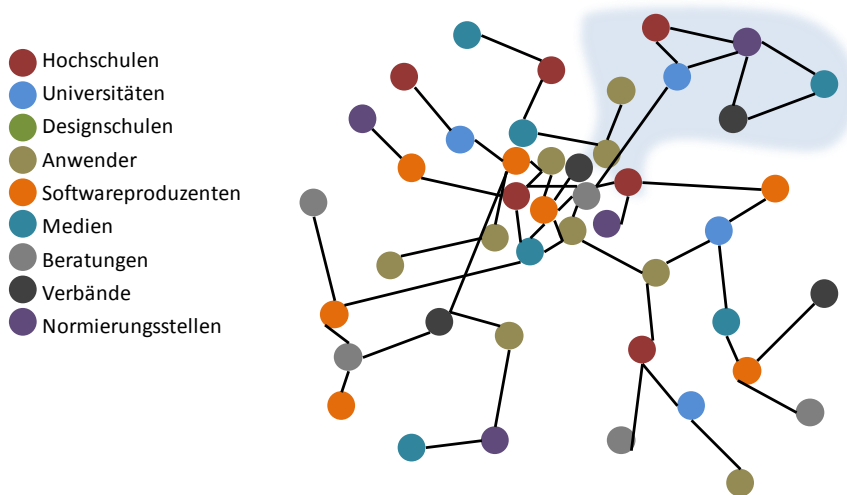 Hochschulen
Universitäten
Designschulen
Anwender
Softwareproduzenten
Medien
Beratungen
Verbände
Normierungsstellen